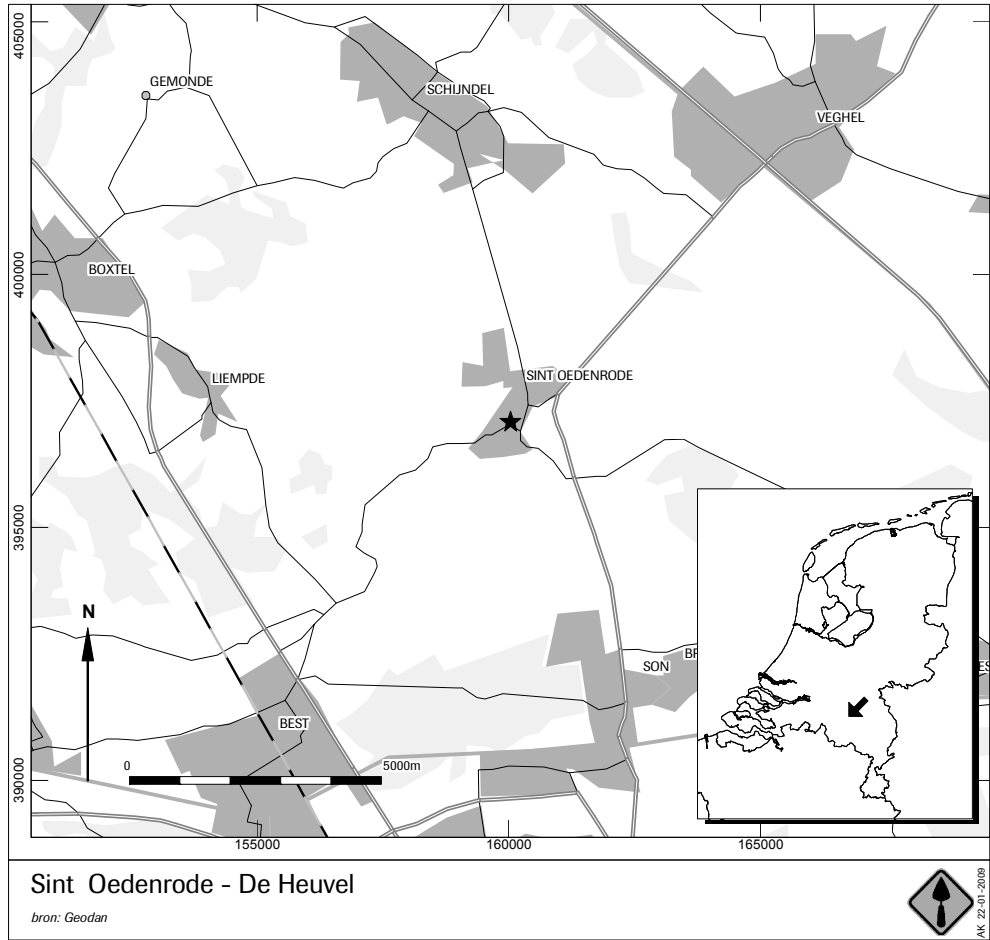 405000
GEMONDE
SCHIJNDEL
VEGHEL
400000
BOXTEL
LIEMPDE
SINT OEDENRODE
395000
N
SON
BEST
0
5000m
390000
155000
160000
165000
Sint Oedenrode - De Heuvel
bron: Geodan
AK 22-01-2009